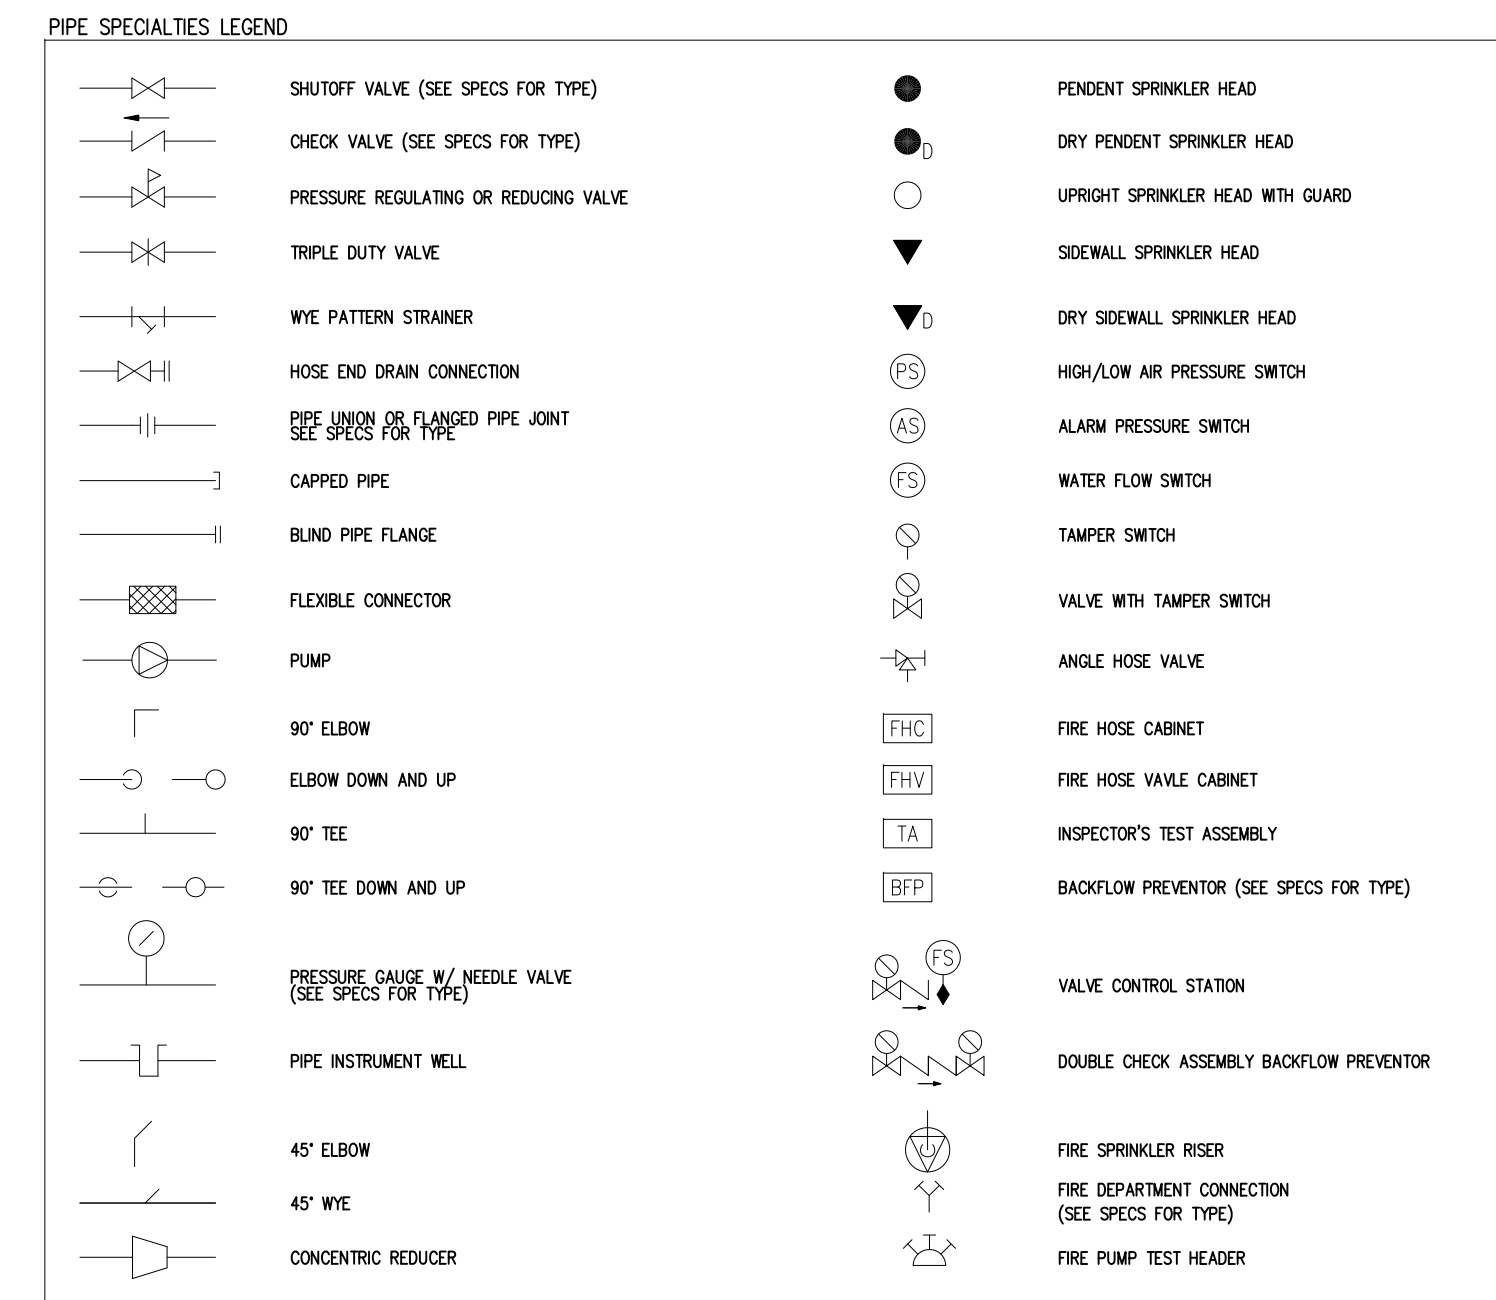 PIPE SPECIALTIES LEGEND
SHUTOFF VALVE (SEE SPECS FOR TYPE)
CHECK VALVE (SEE SPECS FOR TYPE)
PRESSURE REGULATING OR REDUCING VALVE
TRIPLE DUTY VALVE
WYE PATTERN STRAINER
HOSE END DRAIN CONNECTION
PIPE UNION OR FLANGED PIPE JOINT
SEE SPECS FOR TYPE
CAPPED PIPE
BLIND PIPE FLANGE
FLEXIBLE CONNECTOR
PUMP
90° ELBOW
ELBOW DOWN AND UP
90° TEE
90° TEE DOWN AND UP
PRESSURE GAUGE W/ NEEDLE VALVE
(SEE SPECS FOR TYPE)
PIPE INSTRUMENT WELL
45° ELBOW
45° WYE
CONCENTRIC REDUCER
PENDENT SPRINKLER HEAD
D DRY PENDENT SPRINKLER HEAD
UPRIGHT SPRINKLER HEAD WITH GUARD
SIDEWALL SPRINKLER HEAD
D DRY SIDEWALL SPRINKLER HEAD
PS HIGH/LOW AIR PRESSURE SWITCH
AS ALARM PRESSURE SWITCH
FS WATER FLOW SWITCH
TAMPER SWITCH
VALVE WITH TAMPER SWITCH
ANGLE HOSE VALVE
FHC FIRE HOSE CABINET
FHV FIRE HOSE VAVLE CABINET
TA INSPECTOR'S TEST ASSEMBLY
BFP BACKFLOW PREVENTOR (SEE SPECS FOR TYPE)
FS
VALVE CONTROL STATION
DOUBLE CHECK ASSEMBLY BACKFLOW PREVENTOR
FIRE SPRINKLER RISER
FIRE DEPARTMENT CONNECTION
(SEE SPECS FOR TYPE)
FIRE PUMP TEST HEADER